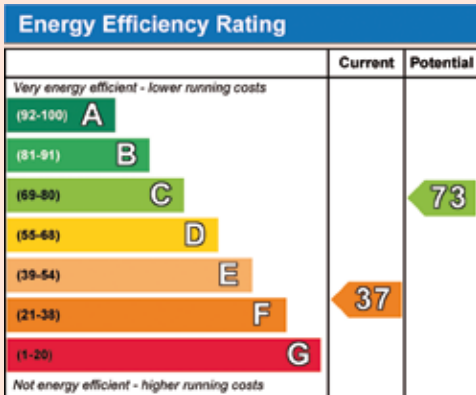 Energy Efficiency Rating
Current Potential
Very energy efficient - lower running costs
(92-100) A
(81-91) B
(69-80) C
73
(55-68) D
(39-54) E
(21-38) F
37
(1-20) G
Not energy efficient - higher running costs